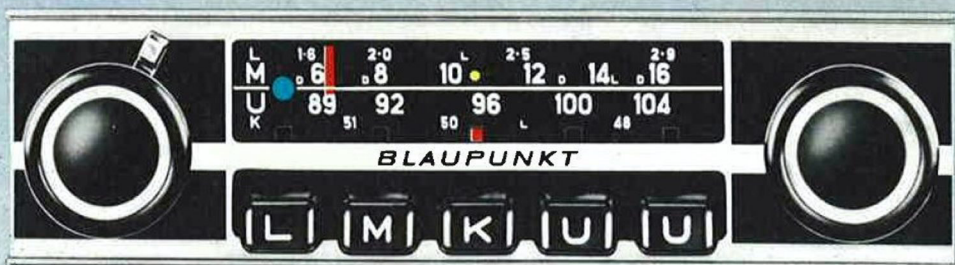 L 1·6 2·0 L 2·5 2·9
M D 6 D 8 10 12 D 14 L D 16
U 89 92 96 100 104
K 51 50 L 48
BLAUPUNKT
L M K U U